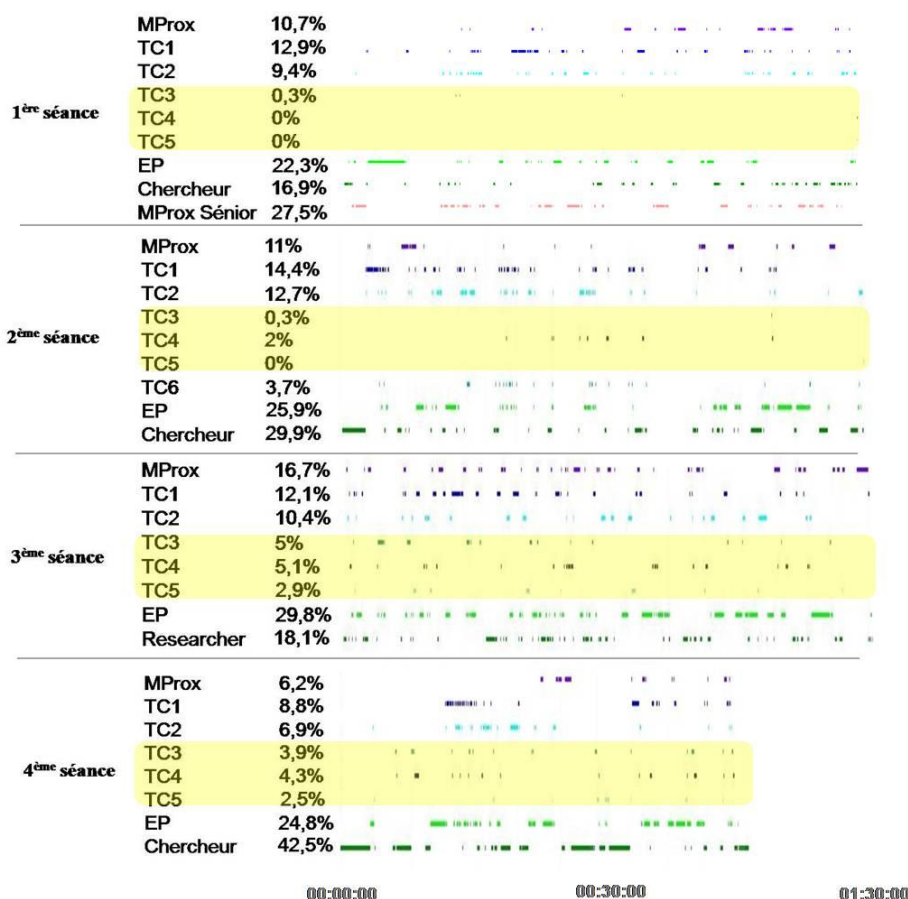 MProx 10,7%
TC1 12,9%
TC2 9,4%
TC3 0,3%
1ère séance TC4 0%
TC5 0%
EP 22,3%
Chercheur 16,9%
MProx Sénior 27,5%
MProx 11%
TC1 14,4%
TC2 12,7%
TC3 0,3%
2ème séance TC4 2%
TC5 0%
TC6 3,7%
EP 25,9%
Chercheur 29,9%
MProx 16,7%
TC1 12,1%
TC2 10,4%
TC3 5%
3ème séance TC4 5,1%
TC5 2,9%
EP 29,8%
Researcher 18,1%
MProx 6,2%
TC1 8,8%
TC2 6,9%
TC3 3,9%
4ème séance TC4 4,3%
TC5 2,5%
EP 24,8%
Chercheur 42,5%
00:00:00 00:30:00 01:30:00